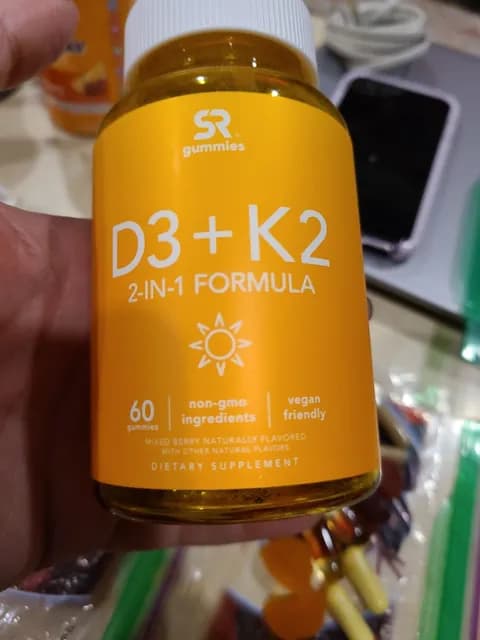 SR
gummies
D3+K2
2-IN-1 FORMULA
60
gummies
non-gmo
ingredients
vegan
friendly
MIXED BERRY NATURALLY FLAVORED
WITH OTHER NATURAL FLAVORS
DIETARY SUPPLEMENT